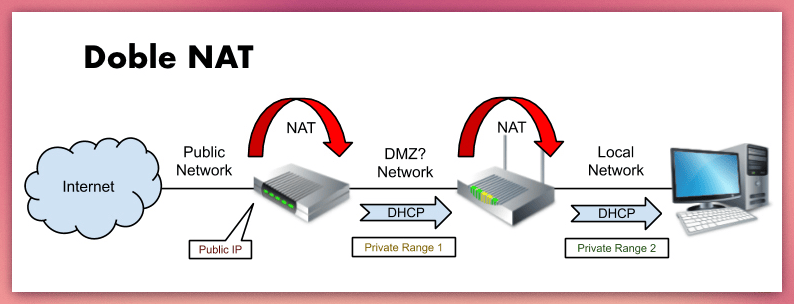 Doble NAT
Internet
Public
Network
NAT
Public IP
DMZ?
Network
DHCP
Private Range 1
NAT
Local
Network
DHCP
Private Range 2